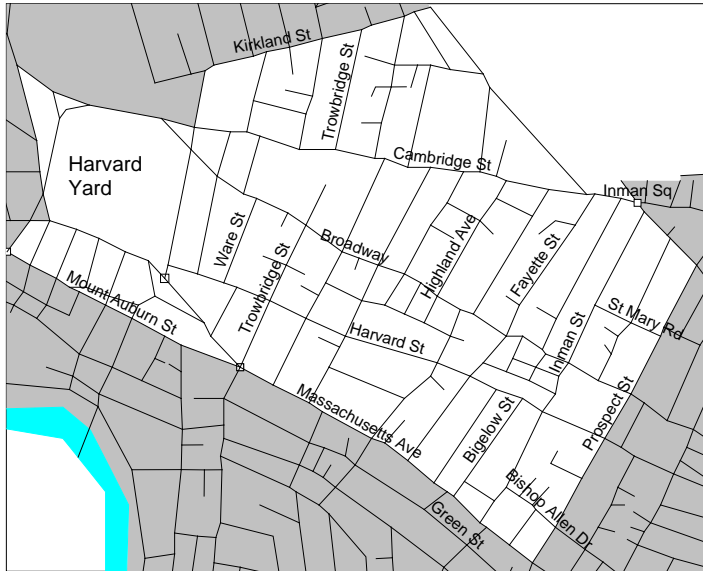 Kirkland St
Trowbridge St
Cambridge St
Harvard
Yard
Inman Sq
Ware St
Broadway
Highland Ave
Fayette St
Trowbridge St
Mount Auburn St
St Mary Rd
Harvard St
Inman St
Massachusetts Ave
Bigelow St
Prospect St
Bishop Allen Dr
Green St